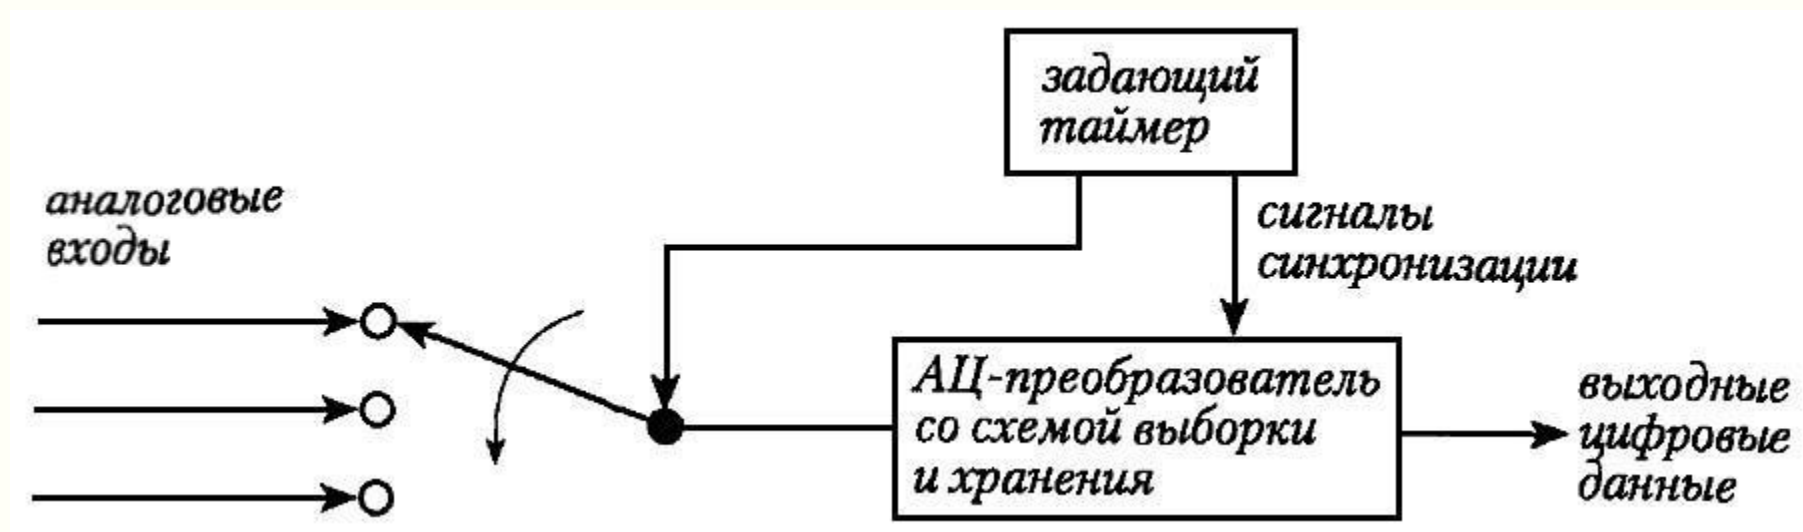 задающий
таймер
аналоговые
входы
сигналы
синхронизации
АЦ-преобразователь
со схемой выборки
и хранения
выходные
цифровые
данные